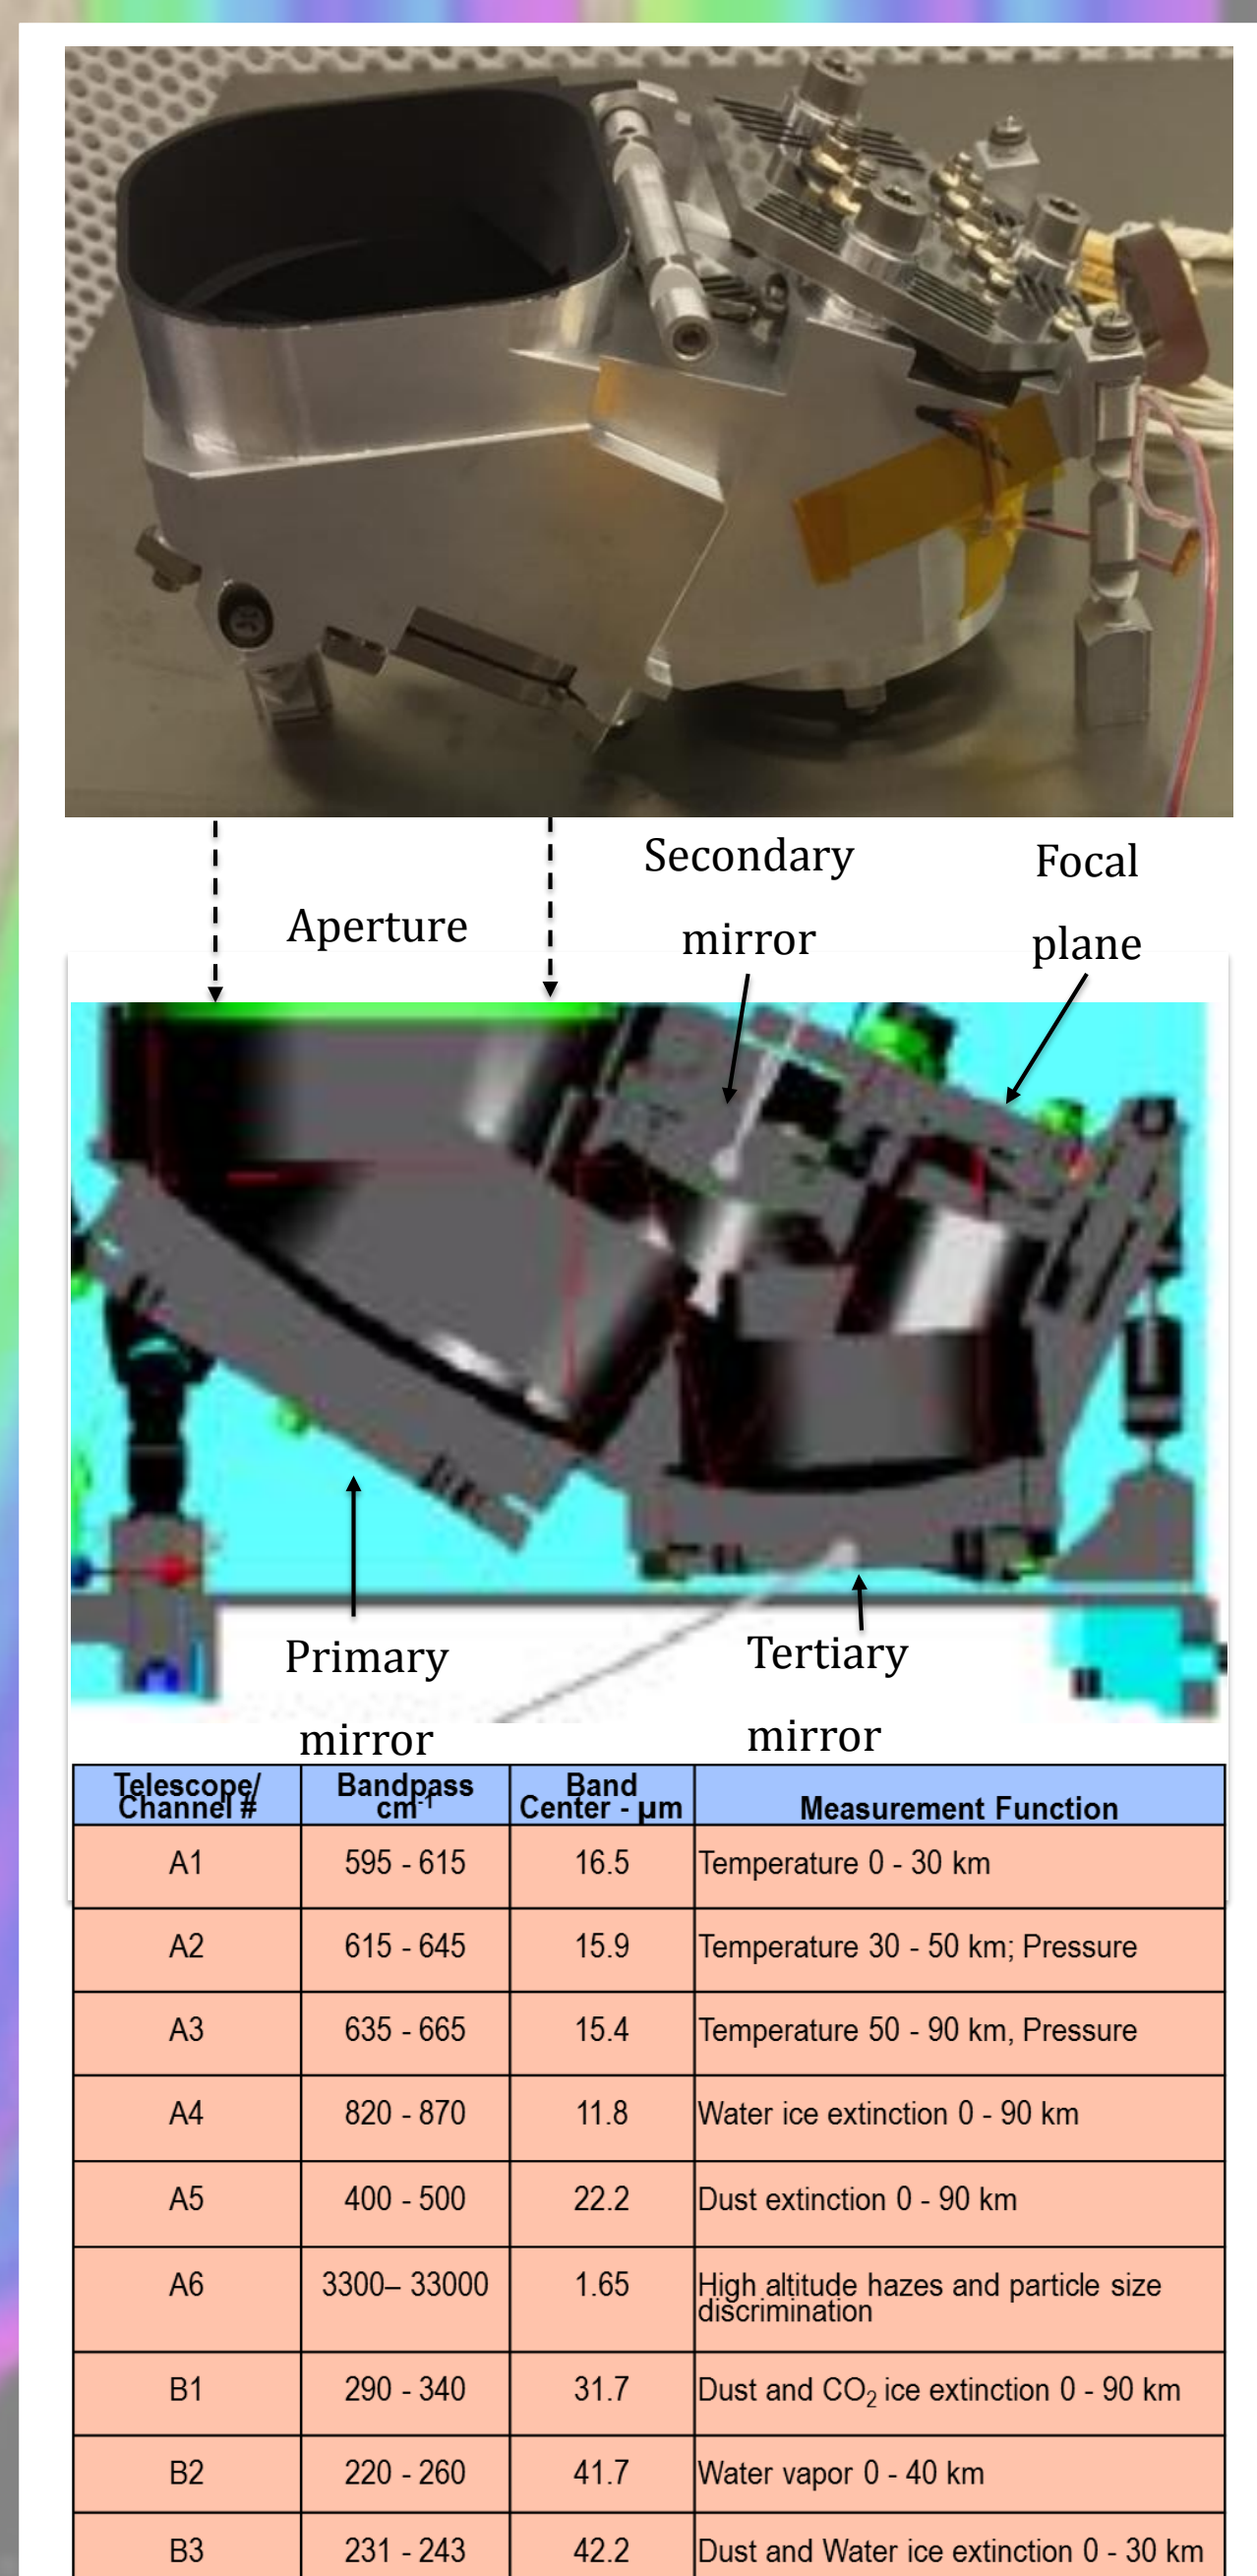 Aperture
Secondary
mirror
Focal
plane
Primary
mirror
Tertiary
mirror
Telescope/ Channel # Bandpass cm⁻¹ Band Center - µm Measurement Function
A1 595 - 615 16.5 Temperature 0 - 30 km
A2 615 - 645 15.9 Temperature 30 - 50 km; Pressure
A3 635 - 665 15.4 Temperature 50 - 90 km, Pressure
A4 820 - 870 11.8 Water ice extinction 0 - 90 km
A5 400 - 500 22.2 Dust extinction 0 - 90 km
A6 3300– 33000 1.65 High altitude hazes and particle size
discrimination
B1 290 - 340 31.7 Dust and CO₂ ice extinction 0 - 90 km
B2 220 - 260 41.7 Water vapor 0 - 40 km
B3 231 - 243 42.2 Dust and Water ice extinction 0 - 30 km